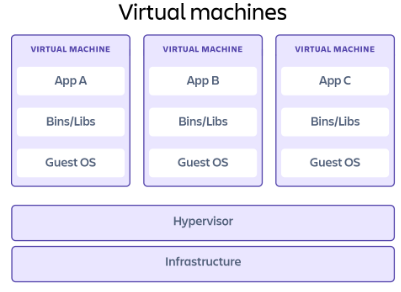 Virtual machines
VIRTUAL MACHINE
App A
Bins/Libs
Guest OS
VIRTUAL MACHINE
App B
Bins/Libs
Guest OS
VIRTUAL MACHINE
App C
Bins/Libs
Guest OS
Hypervisor
Infrastructure